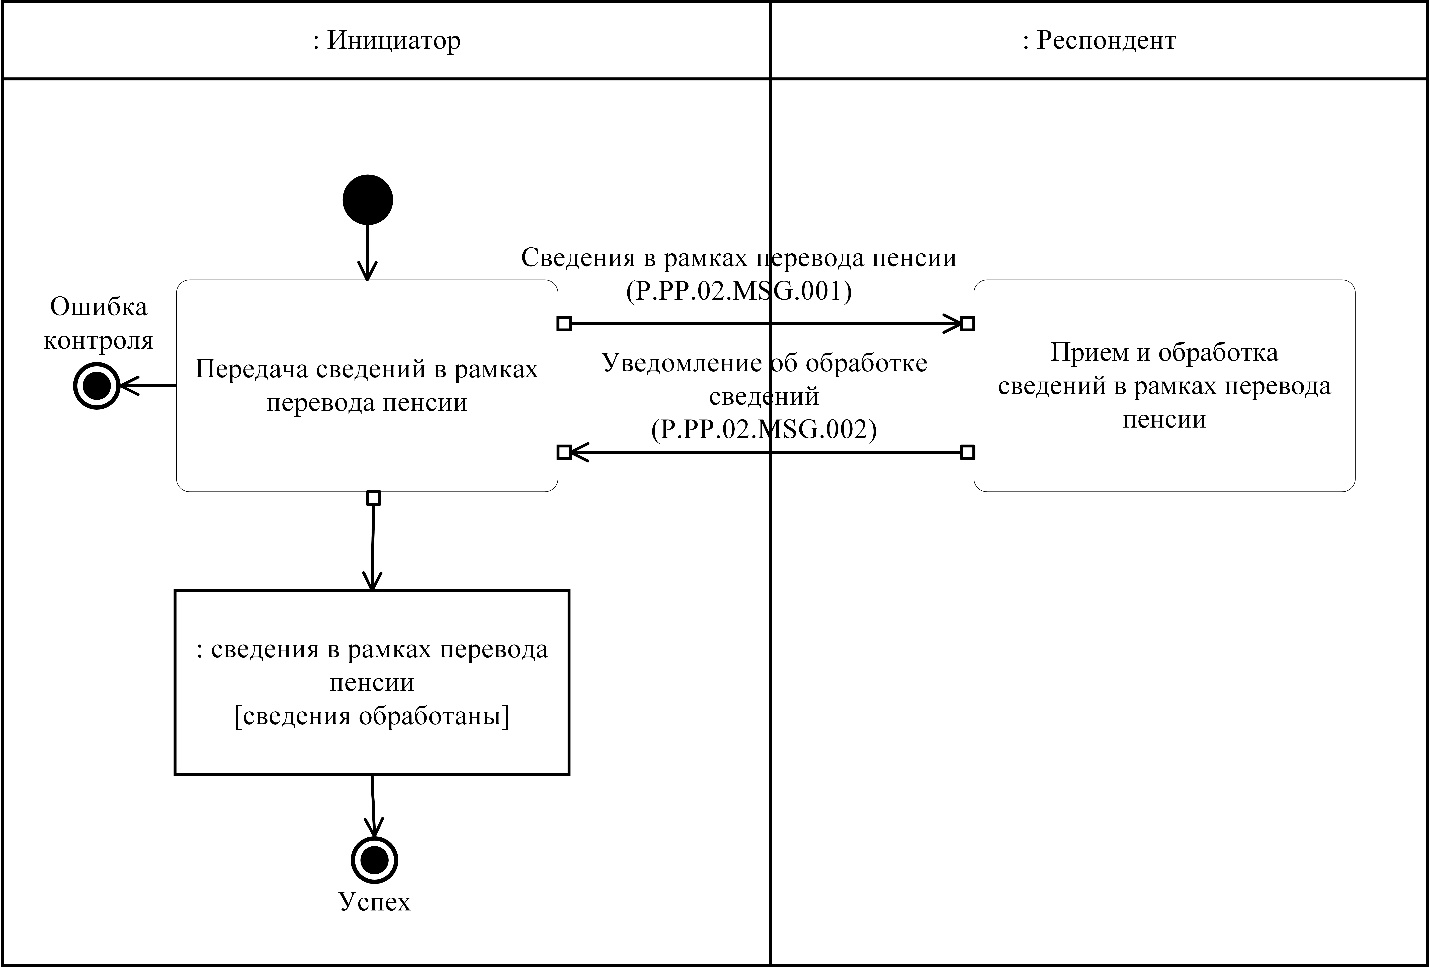 : Инициатор
: Респондент
Сведения в рамках перевода пенсии
(P.PP.02.MSG.001)
Ошибка
контроля
Передача сведений в рамках
перевода пенсии
Уведомление об обработке
сведений
(P.PP.02.MSG.002)
Прием и обработка
сведений в рамках перевода
пенсии
: сведения в рамках перевода
пенсии
[сведения обработаны]
Успех